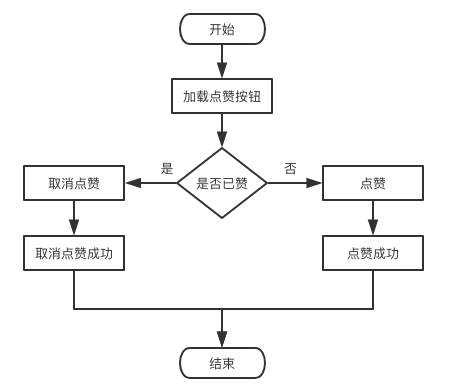 开始
加载点赞按钮
是
否
是否已赞
取消点赞
点赞
取消点赞成功
点赞成功
结束